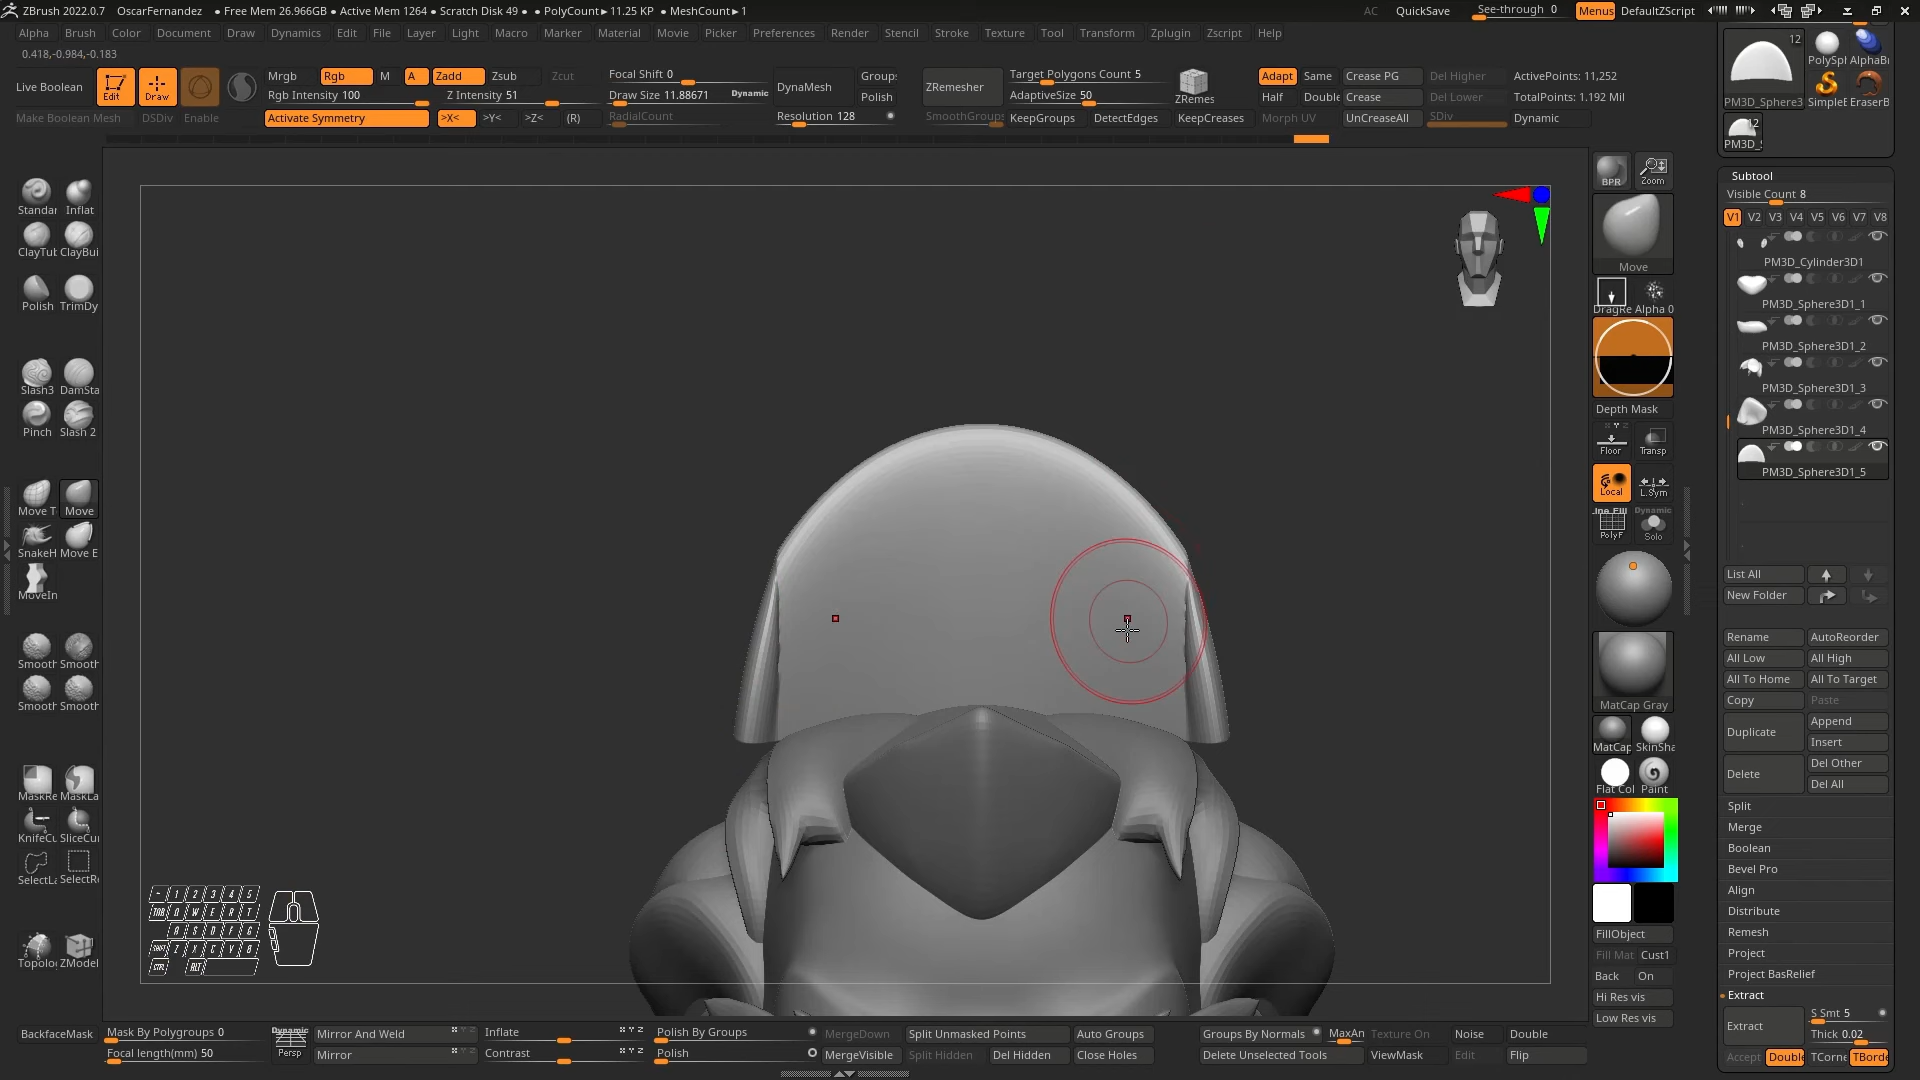 ZBrush 2022.0.7 OscarFernandez • Free Mem 26.966GB • Active Mem 1264 • Scratch Disk 49 • • PolyCount▸ 11.25 KP • MeshCount▸ 1 AC QuickSave See-through 0 Menus DefaultZScript
Alpha Brush Color Document Draw Dynamics Edit File Layer Light Macro Marker Material Movie Picker Preferences Render Stencil Stroke Texture Tool Transform Zplugin Zscript Help
0.418,-0.984,-0.183
Live Boolean
Make Boolean Mesh
Edit
Draw
DSDiv
Enable
Mrgb Rgb M A Zadd Zsub Zcut
Rgb Intensity 100 Z Intensity 51
Activate Symmetry >X< >Y< >Z< (R)
Focal Shift 0
Draw Size 11.88671 Dynamic
RadialCount
DynaMesh
Groups
Polish
Resolution 128
ZRemesher
SmoothGroups
Target Polygons Count 5
AdaptiveSize 50
KeepGroups DetectEdges KeepCreases
ZRemes
Adapt Same
Half Double
Morph UV
Crease PG
Crease
UnCreaseAll
Del Higher
Del Lower
SDiv
ActivePoints: 11,252
TotalPoints: 1.192 Mil
Dynamic
Standar Inflat
ClayTub ClayBui
Polish TrimDy
Slash3 DamSta
Pinch Slash 2
Move T Move
SnakeH Move E
MoveIn
Smooth Smooth
Smooth Smooth
MaskRe MaskLa
KnifeCu SliceCu
SelectLa SelectRe
Topolo ZModel
BackfaceMask
BPR Zoom
Move
DragRe Alpha 0
Depth Mask
Floor Transp
Local L.Sym
Line Fill Dynamic
PolyF Solo
MatCap Gray
MatCap SkinSha
Flat Col Paint
FillObject
Fill Mat Cust1
Back On
Hi Res vis
Low Res vis
12
PM3D_Sphere3
PolySph AlphaBr
SimpleB EraserB
12
PM3D_S
Subtool
Visible Count 8
V1 V2 V3 V4 V5 V6 V7 V8
PM3D_Cylinder3D1
PM3D_Sphere3D1_1
PM3D_Sphere3D1_2
PM3D_Sphere3D1_3
PM3D_Sphere3D1_4
PM3D_Sphere3D1_5
List All
New Folder
Rename AutoReorder
All Low All High
All To Home All To Target
Copy Paste
Duplicate Append
Insert
Delete Del Other
Del All
Split
Merge
Boolean
Bevel Pro
Align
Distribute
Remesh
Project
Project BasRelief
Extract
Extract S Smt 5
Thick 0.02
Accept Double TCorne TBorde
Mask By Polygroups 0
Focal length(mm) 50
Dynamic
Persp
Mirror And Weld
Mirror
Inflate
Contrast
Polish By Groups
Polish
MergeDown
MergeVisible
Split Unmasked Points
Split Hidden Del Hidden
Auto Groups
Close Holes
Groups By Normals MaxAn
Delete Unselected Tools
Texture On
ViewMask
Noise Double
Edit Flip